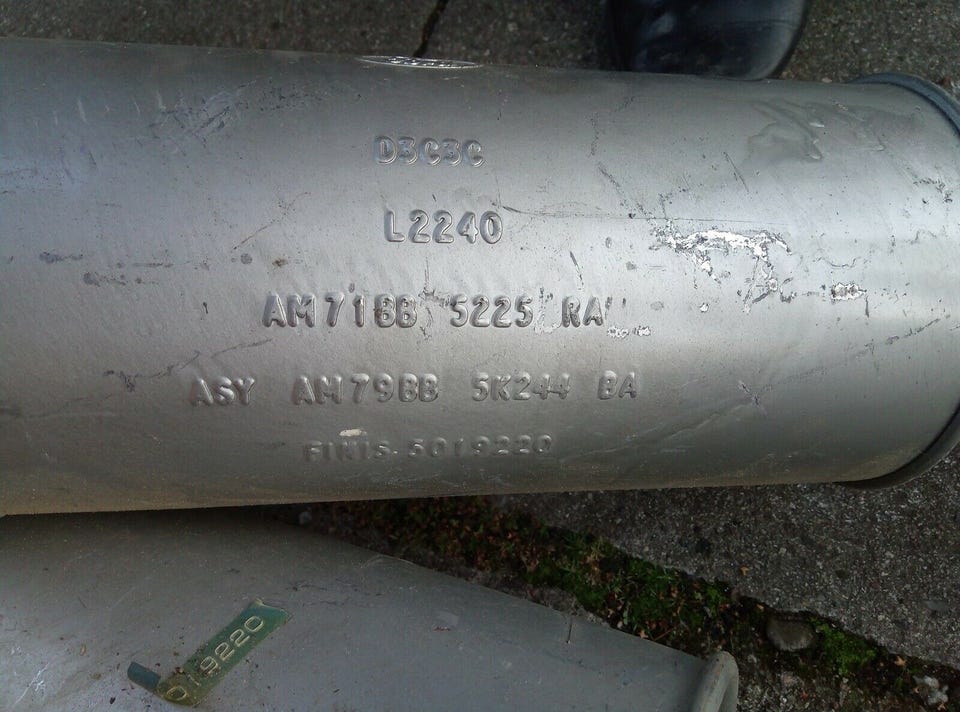 D3C3C
L2240
AM71BB 5225 RA
ASY AM79BB 5K244 BA
FINIS-5019220
019220